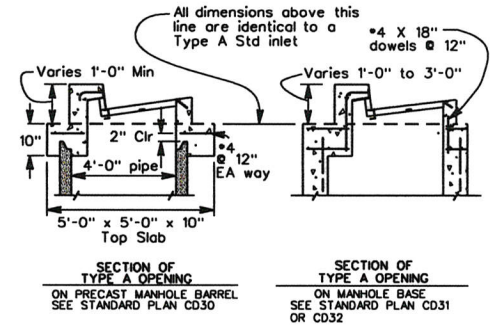 All dimensions above this
line are identical to a
Type A Std inlet
•4 X 18"
dowels @ 12"
Varies 1'-0" Min
Varies 1'-0" to 3'-0"
10"
2" Clr
•4
@ 12"
EA way
4'-0" pipe
5'-0" x 5'-0" x 10"
Top Slab
SECTION OF
TYPE A OPENING
ON PRECAST MANHOLE BARREL
SEE STANDARD PLAN CD30
SECTION OF
TYPE A OPENING
ON MANHOLE BASE
SEE STANDARD PLAN CD31
OR CD32